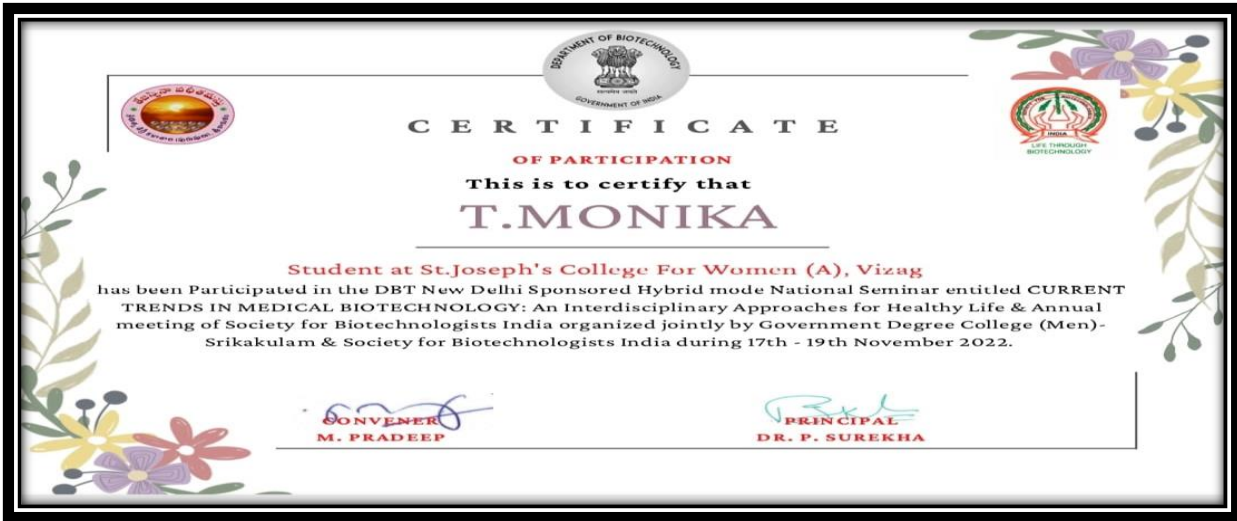 DEPARTMENT OF BIOTECHNOLOGY
सत्यमेव जयते
GOVERNMENT OF INDIA
CERTIFICATE
INDIA
LIFE THROUGH
BIOTECHNOLOGY
OF PARTICIPATION
This is to certify that
T.MONIKA
Student at St.Joseph's College For Women (A), Vizag
has been Participated in the DBT New Delhi Sponsored Hybrid mode National Seminar entitled CURRENT
TRENDS IN MEDICAL BIOTECHNOLOGY: An Interdisciplinary Approaches for Healthy Life & Annual
meeting of Society for Biotechnologists India organized jointly by Government Degree College (Men)-
Srikakulam & Society for Biotechnologists India during 17th - 19th November 2022.
CONVENER
M. PRADEEP
PRINCIPAL
DR. P. SUREKHA